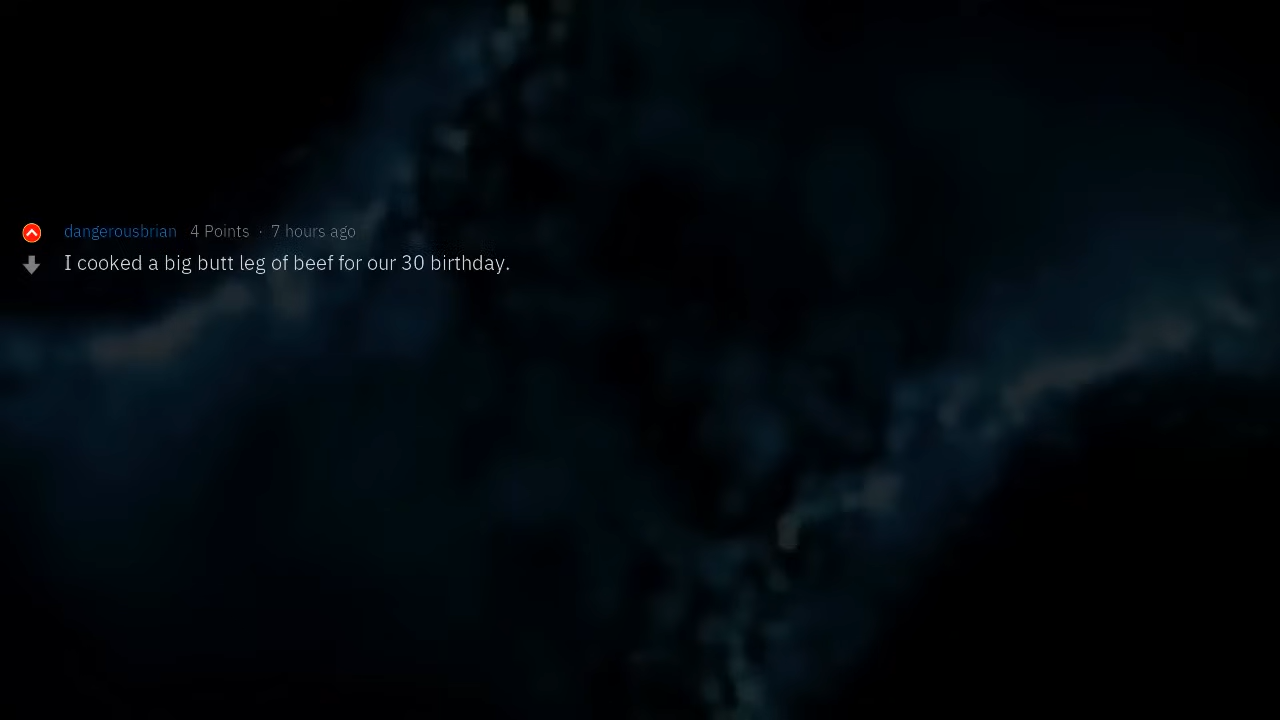 dangerousbrian 4 Points · 7 hours ago
I cooked a big butt leg of beef for our 30 birthday.